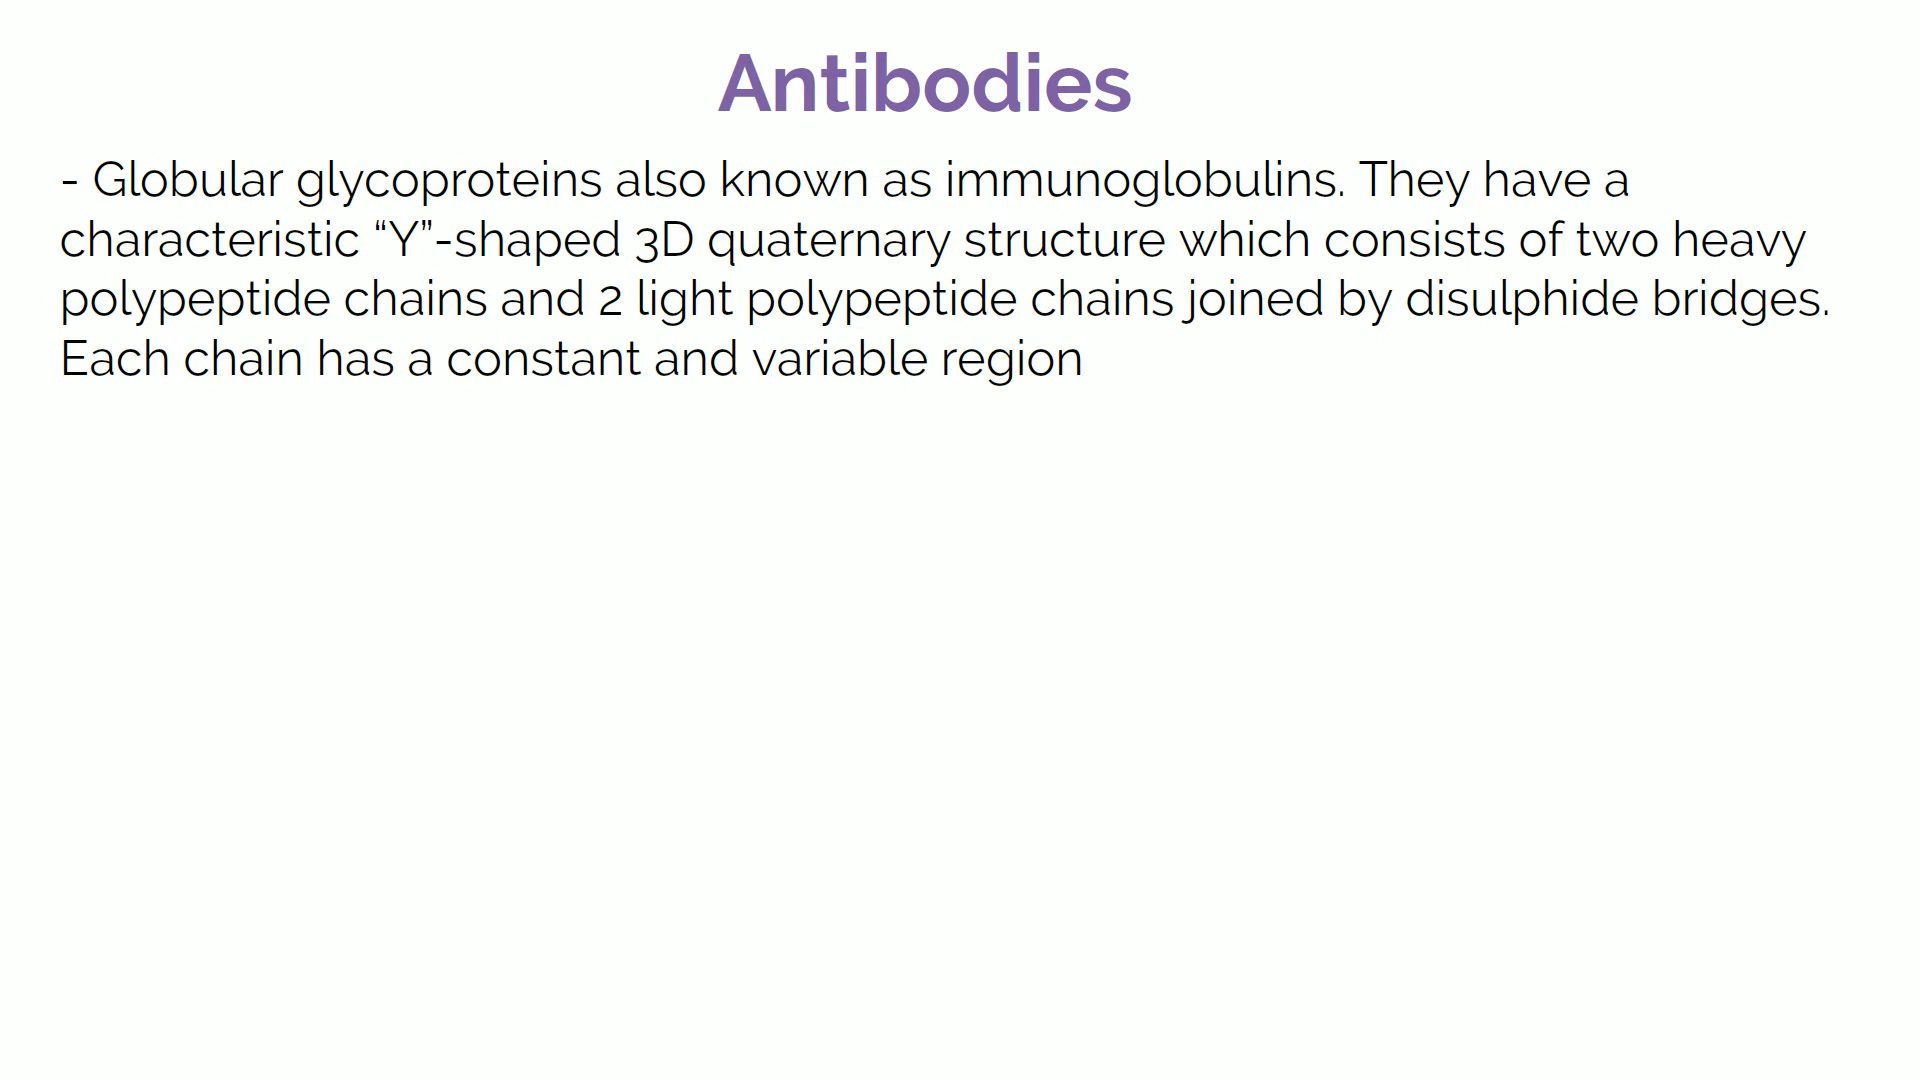 Antibodies
- Globular glycoproteins also known as immunoglobulins. They have a
characteristic “Y”-shaped 3D quaternary structure which consists of two heavy
polypeptide chains and 2 light polypeptide chains joined by disulphide bridges.
Each chain has a constant and variable region